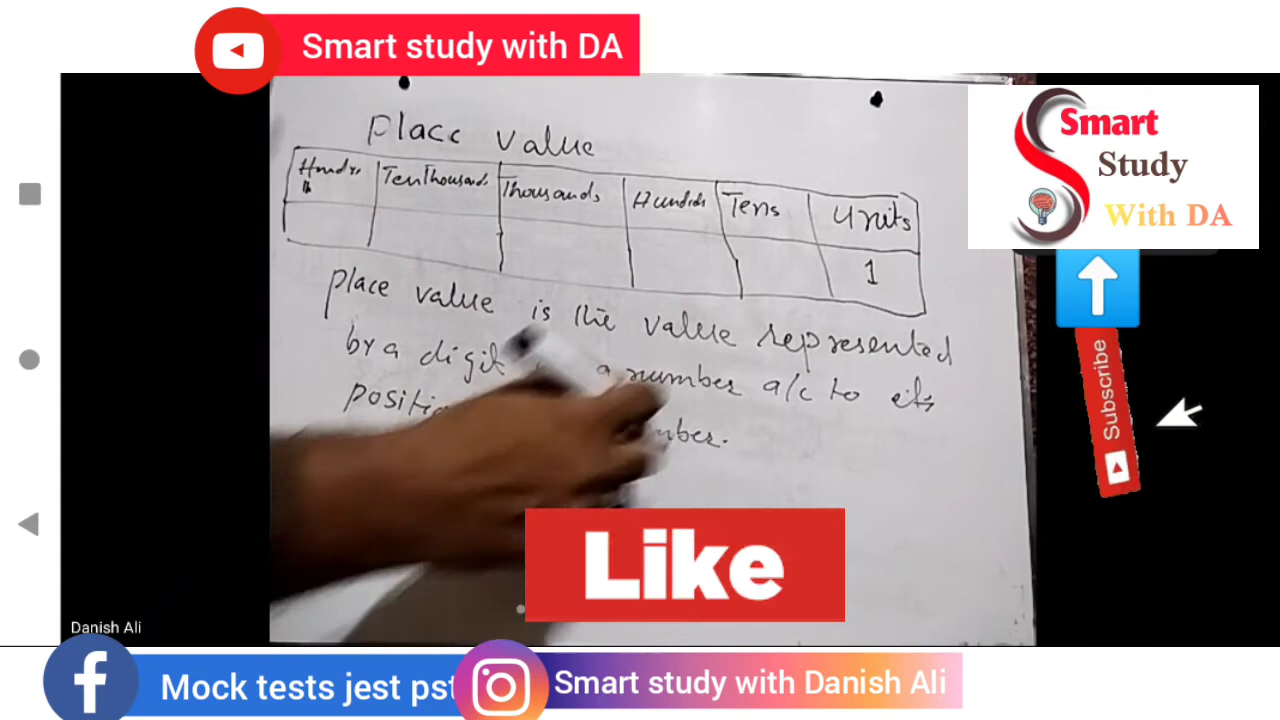 Smart study with DA
Smart
Study
With DA
Place Value
Ten Thousands Thousands Hundreds Tens Units
1
Place value is the value represented
by a digit a number a/c to its
Subscribe
Like
Danish Ali
Mock tests jest pst
Smart study with Danish Ali